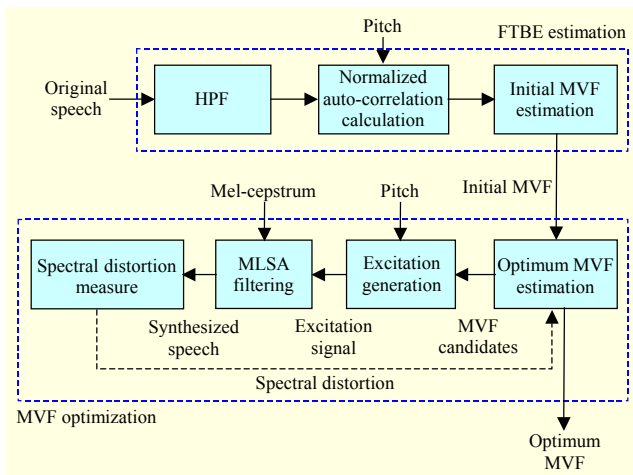 Pitch
FTBE estimation
Original
speech
HPF
Normalized
auto-correlation
calculation
Initial MVF
estimation
Mel-cepstrum
Pitch
Initial MVF
Spectral distortion
measure
MLSA
filtering
Excitation
generation
Optimum MVF
estimation
Synthesized
speech
Excitation
signal
MVF
candidates
Spectral distortion
MVF optimization
Optimum
MVF